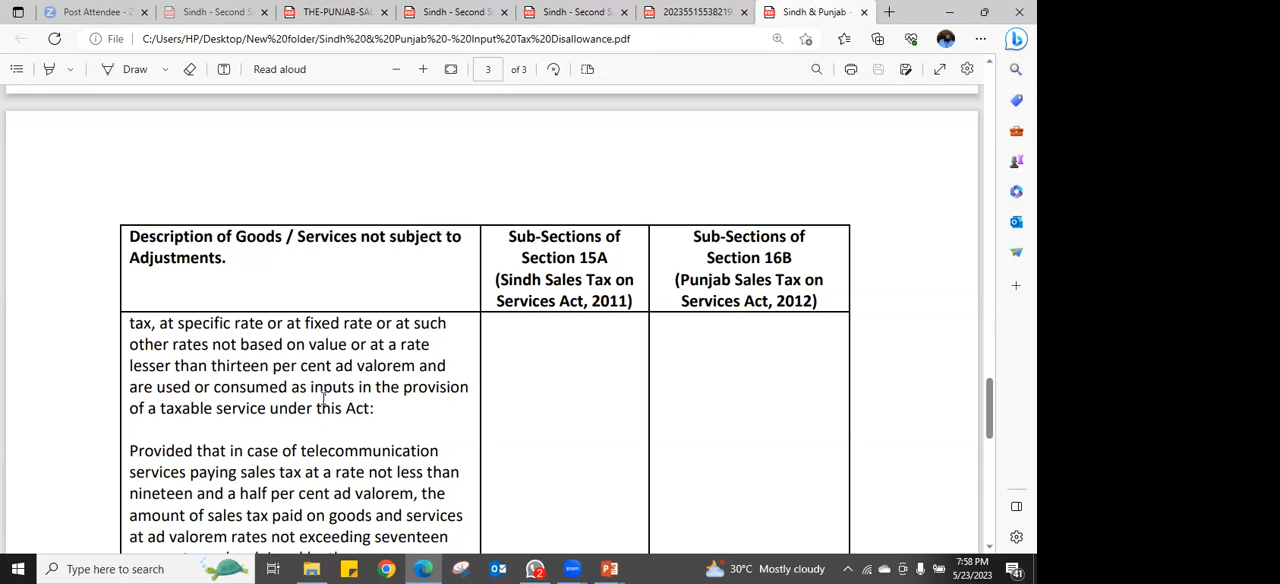 Post Attendee - Z
Sindh - Second S
THE-PUNJAB-SAL
Sindh - Second S
Sindh - Second S
20235515538219
Sindh & Punjab -
File
C:/Users/HP/Desktop/New%20folder/Sindh%20&%20Punjab%20-%20Input%20Tax%20Disallowance.pdf
Draw
Read aloud
3
of 3
Description of Goods / Services not subject to
Adjustments.
Sub-Sections of
Section 15A
(Sindh Sales Tax on
Services Act, 2011)
Sub-Sections of
Section 16B
(Punjab Sales Tax on
Services Act, 2012)
tax, at specific rate or at fixed rate or at such
other rates not based on value or at a rate
lesser than thirteen per cent ad valorem and
are used or consumed as inputs in the provision
of a taxable service under this Act:
Provided that in case of telecommunication
services paying sales tax at a rate not less than
nineteen and a half per cent ad valorem, the
amount of sales tax paid on goods and services
at ad valorem rates not exceeding seventeen
Type here to search
2
zoom
30°C Mostly cloudy
7:58 PM
5/23/2023
41